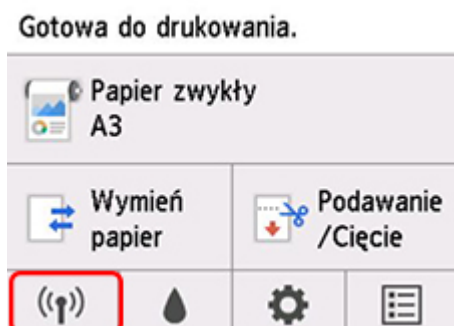 Gotowa do drukowania.
Papier zwykły
A3
Wymień
papier
Podawanie
/Cięcie